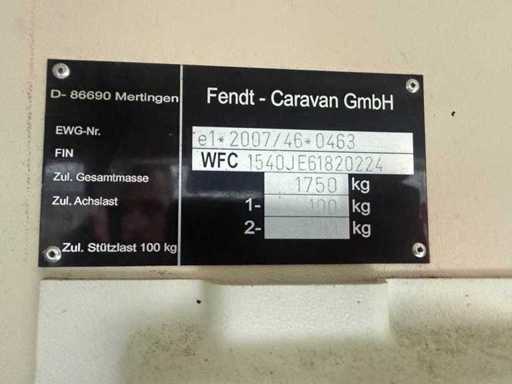 D- 86690 Mertingen
Fendt - Caravan GmbH
EWG-Nr. e1*2007/46*0463
FIN WFC 1540JE61820224
Zul. Gesamtmasse 1750 kg
Zul. Achslast 1- 100 kg
2- kg
Zul. Stützlast 100 kg